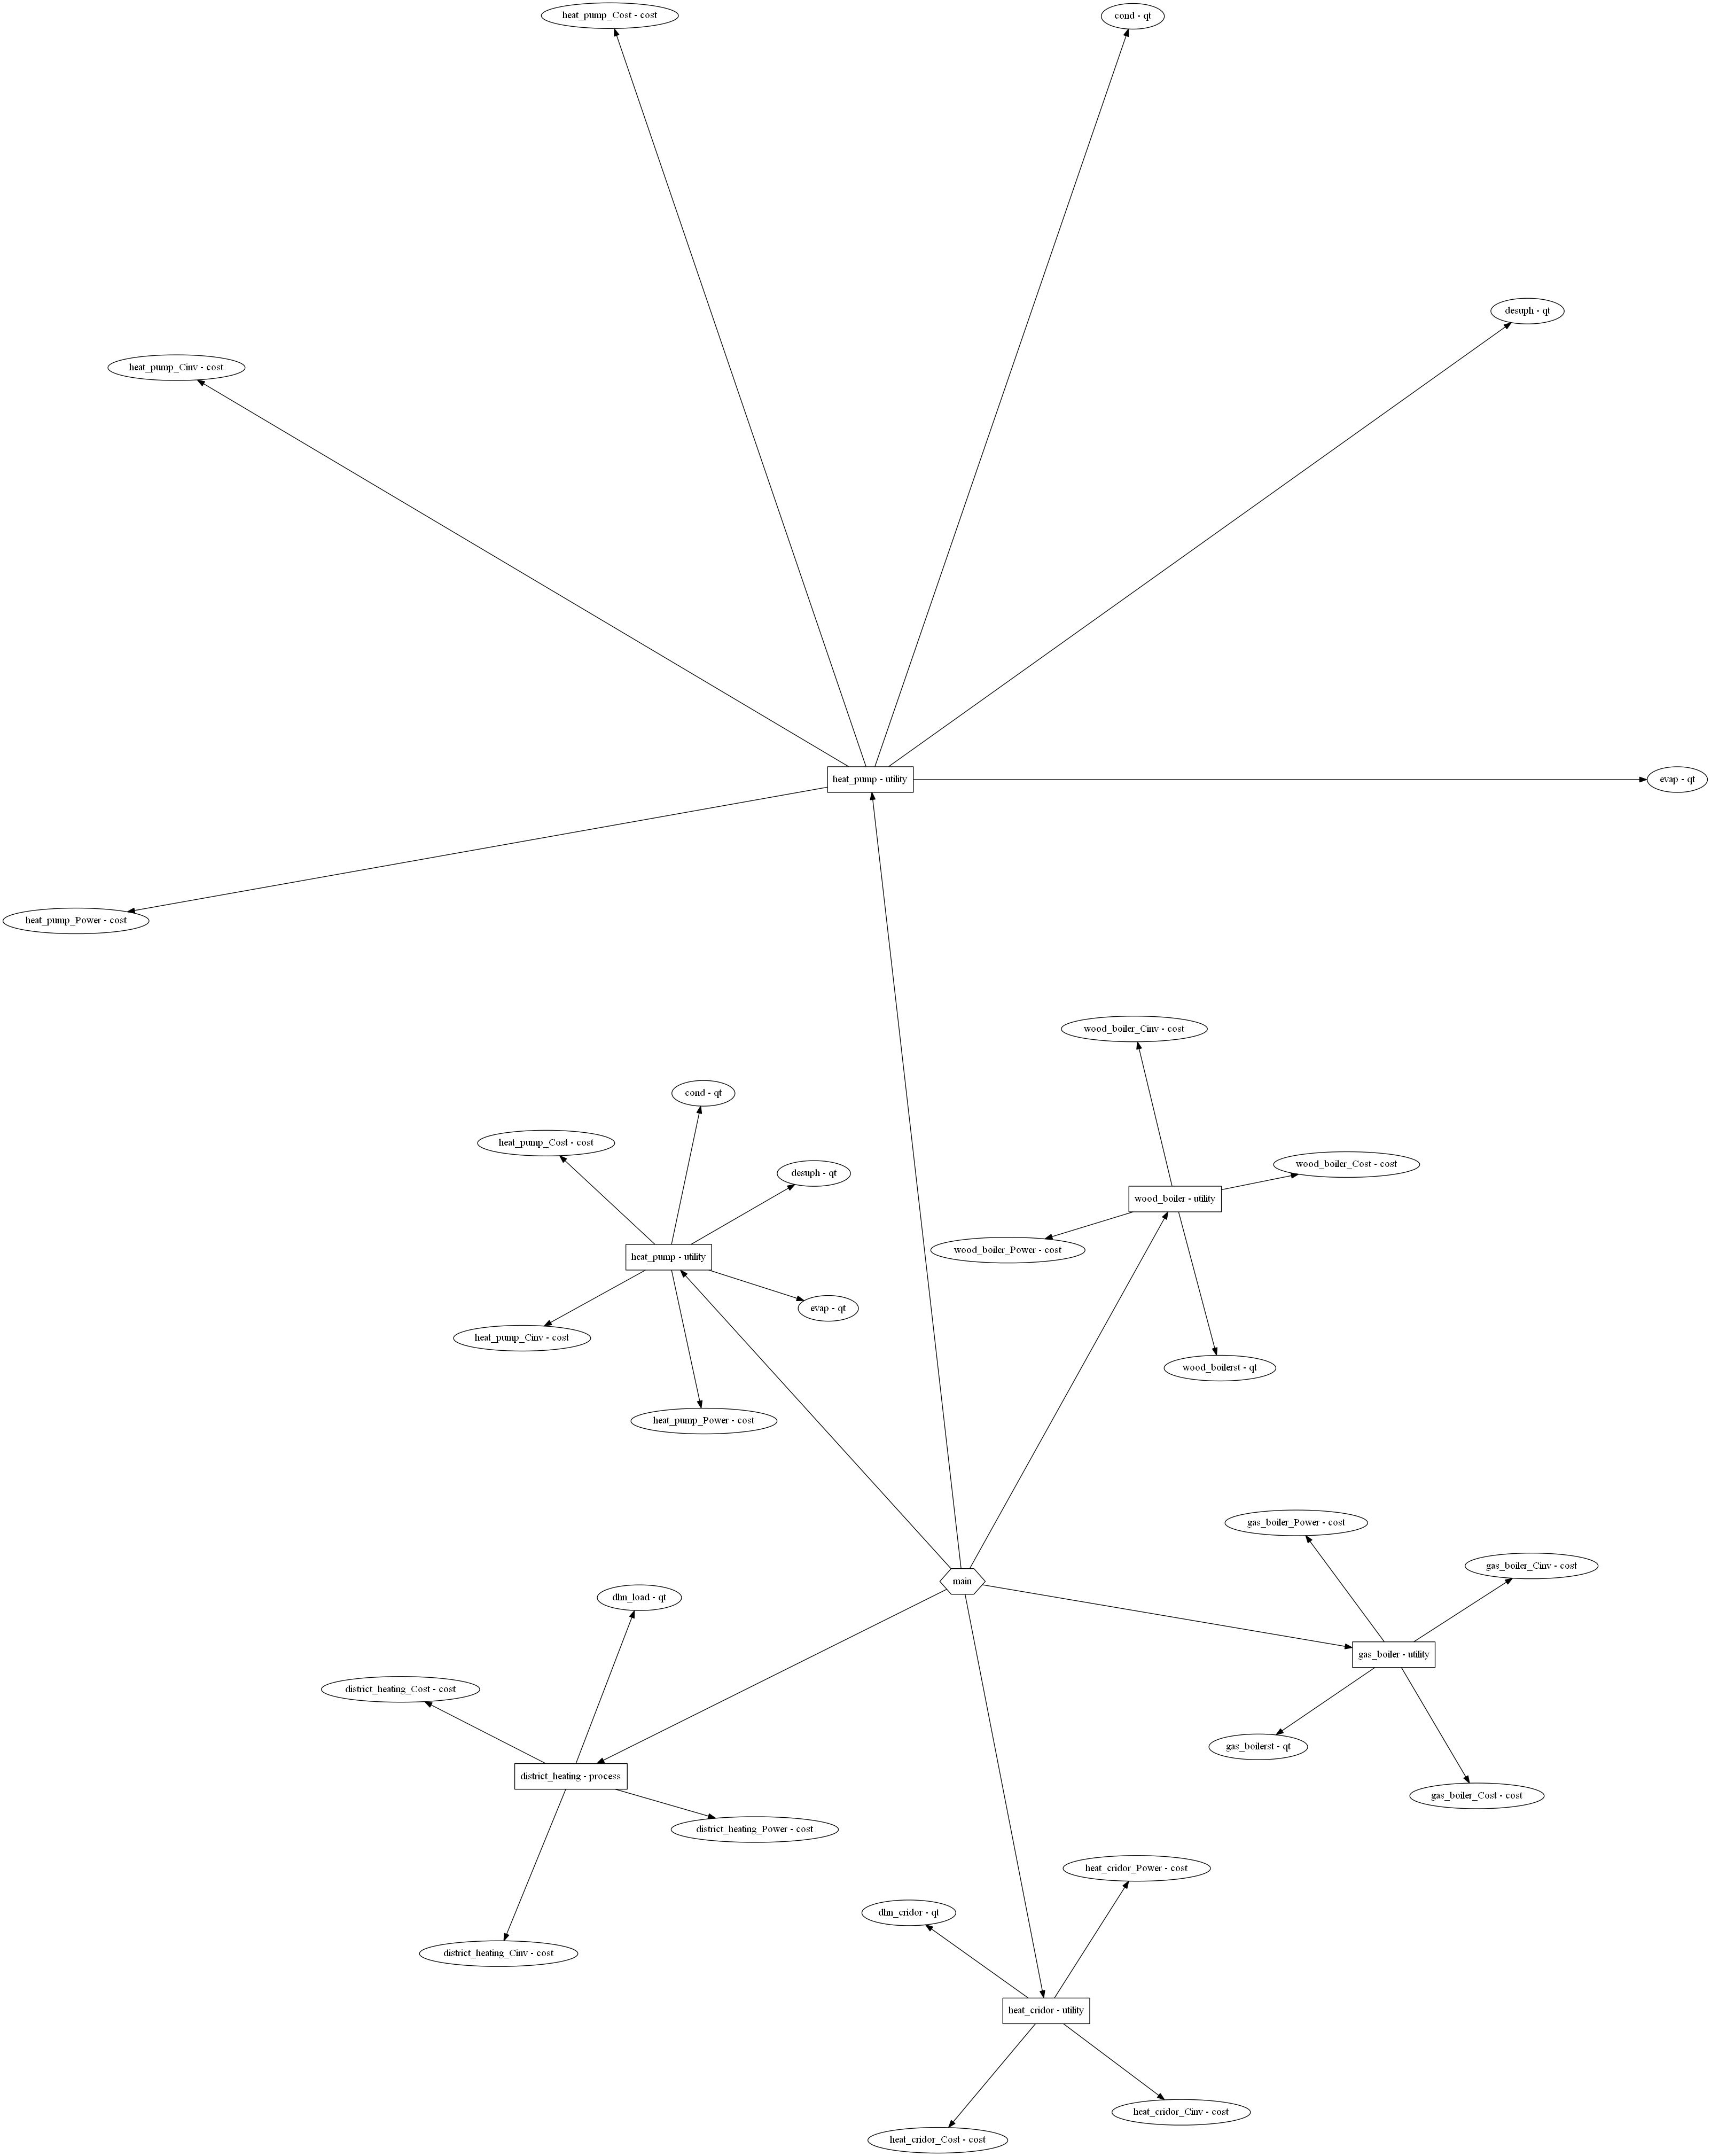 heat_pump_Cost - cost
cond - qt
desuph - qt
heat_pump_Cinv - cost
heat_pump - utility
evap - qt
heat_pump_Power - cost
wood_boiler_Cinv - cost
cond - qt
heat_pump_Cost - cost
wood_boiler_Cost - cost
desuph - qt
wood_boiler - utility
wood_boiler_Power - cost
heat_pump - utility
evap - qt
heat_pump_Cinv - cost
wood_boilerst - qt
heat_pump_Power - cost
gas_boiler_Power - cost
gas_boiler_Cinv - cost
main
dhn_load - qt
gas_boiler - utility
district_heating_Cost - cost
gas_boilerst - qt
district_heating - process
gas_boiler_Cost - cost
district_heating_Power - cost
heat_cridor_Power - cost
dhn_cridor - qt
district_heating_Cinv - cost
heat_cridor - utility
heat_cridor_Cinv - cost
heat_cridor_Cost - cost